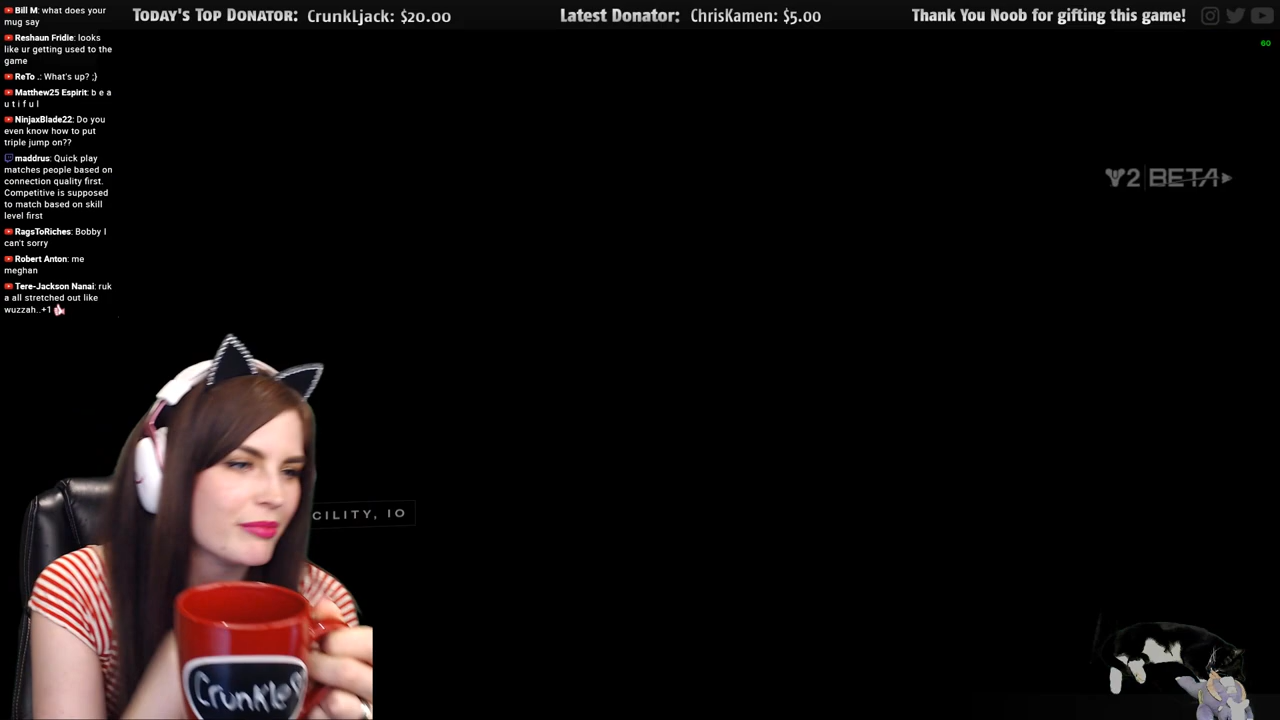 Today's Top Donator: CrunkLjack: $20.00 Latest Donator: ChrisKamen: $5.00 Thank You Noob for gifting this game!
Bill M: what does your
mug say
Reshaun Fridie: looks
like ur getting used to the
game
ReTo .: What's up? ;}
Matthew25 Espirit: b e a
u t i f u l
NinjaxBlade22: Do you
even know how to put
triple jump on??
maddrus: Quick play
matches people based on
connection quality first.
Competitive is supposed
to match based on skill
level first
RagsToRiches: Bobby I
can't sorry
Robert Anton: me
meghan
Tere-Jackson Nanai: ruk
a all stretched out like
wuzzah..+1
60
2 BETA
CILITY, IO
Crunkles